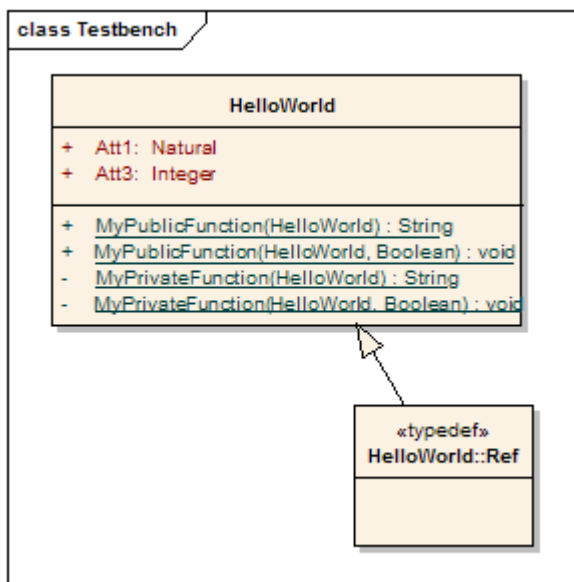 class Testbench
HelloWorld
+ Att1: Natural
+ Att3: Integer
+ MyPublicFunction(HelloWorld) : String
+ MyPublicFunction(HelloWorld, Boolean) : void
- MyPrivateFunction(HelloWorld) : String
- MyPrivateFunction(HelloWorld, Boolean) : void
«typedef»
HelloWorld::Ref